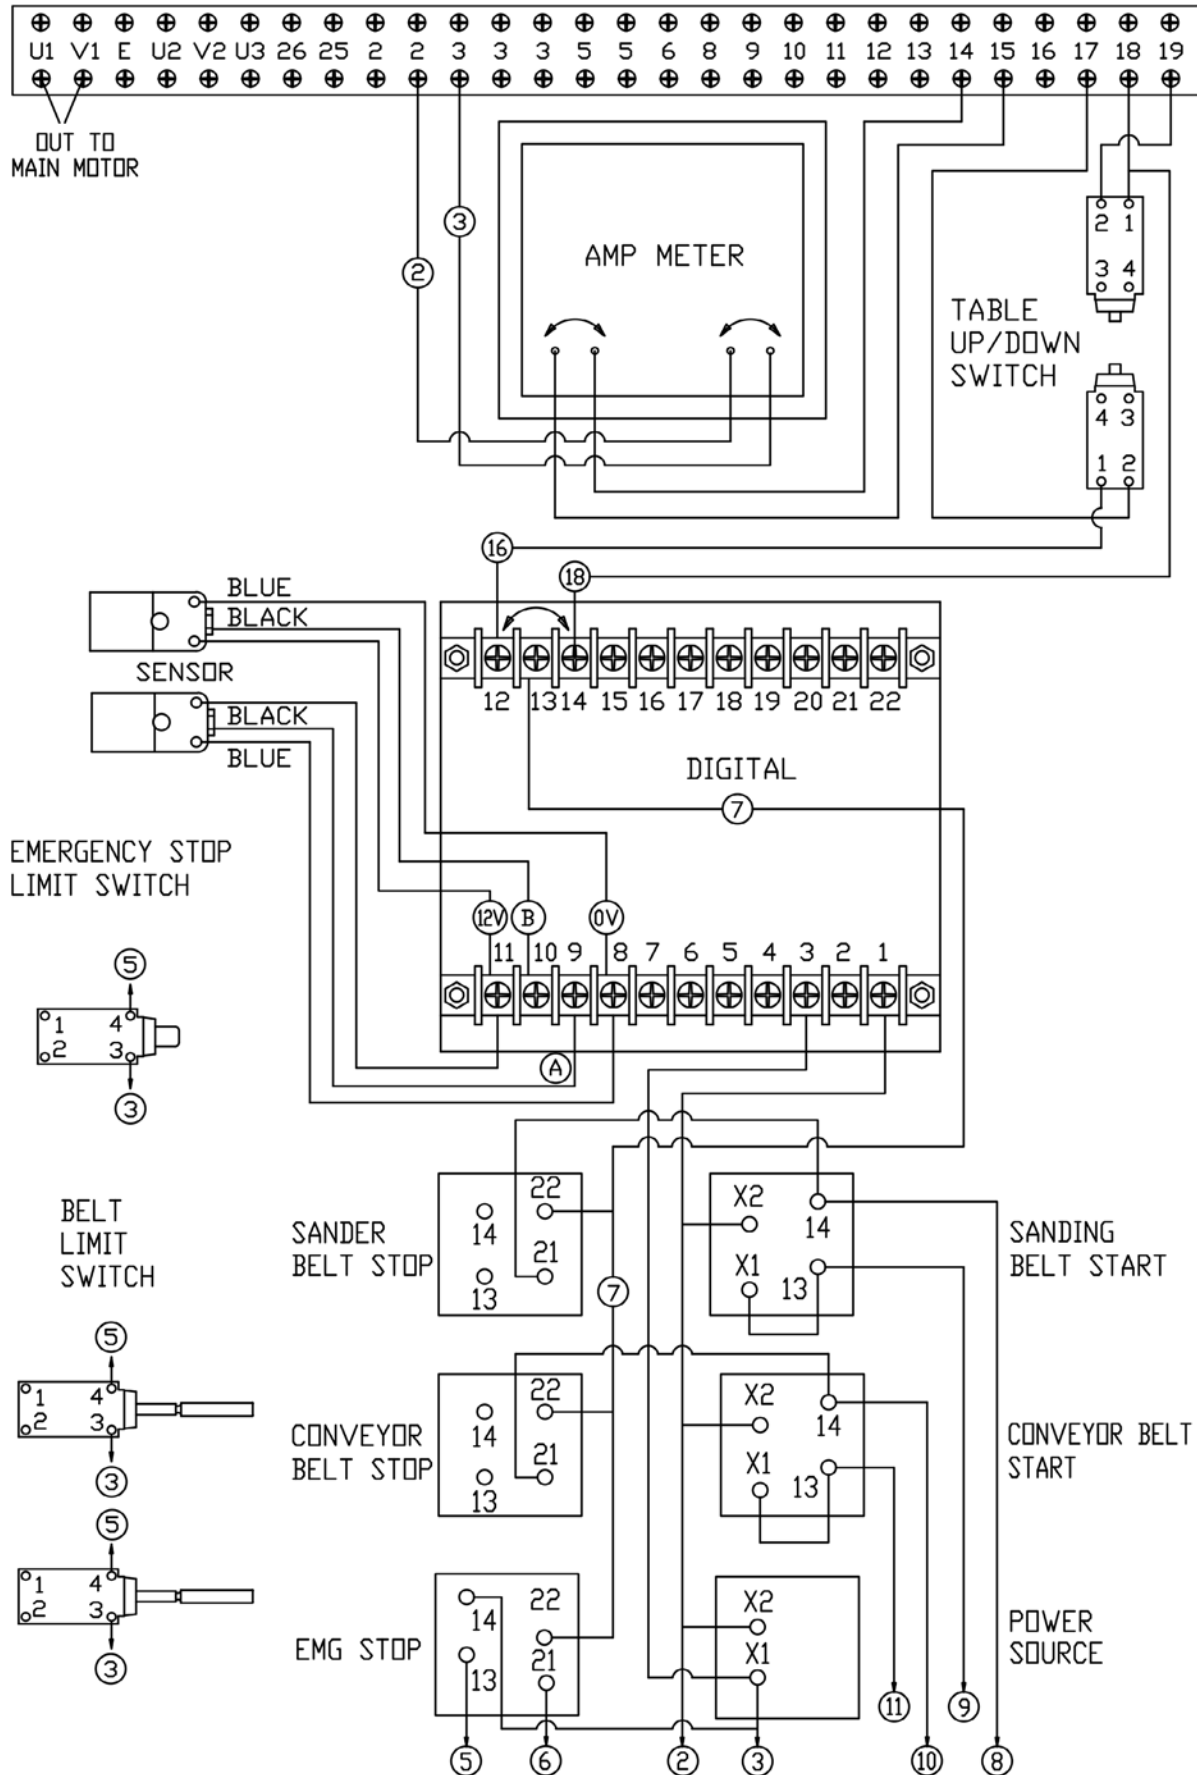 U1 V1 E U2 V2 U3 26 25 2 2 3 3 3 5 5 6 8 9 10 11 12 13 14 15 16 17 18 19
OUT TO
MAIN MOTOR
3
2
AMP METER
2 1
3 4
TABLE
UP/DOWN
SWITCH
4 3
1 2
16
18
BLUE
BLACK
SENSOR
BLACK
BLUE
12 13 14 15 16 17 18 19 20 21 22
DIGITAL
7
EMERGENCY STOP
LIMIT SWITCH
12V B 0V
11 10 9 8 7 6 5 4 3 2 1
5
1 4
2 3
3
A
BELT
LIMIT
SWITCH
SANDER
BELT STOP
22
14
21
13
X2
14
X1
13
SANDING
BELT START
7
5
1 4
2 3
3
CONVEYOR
BELT STOP
22
14
21
13
X2
14
X1
13
CONVEYOR BELT
START
5
1 4
2 3
3
EMG STOP
22
14
21
13
X2
X1
POWER
SOURCE
11 9
5 6 2 3 10 8